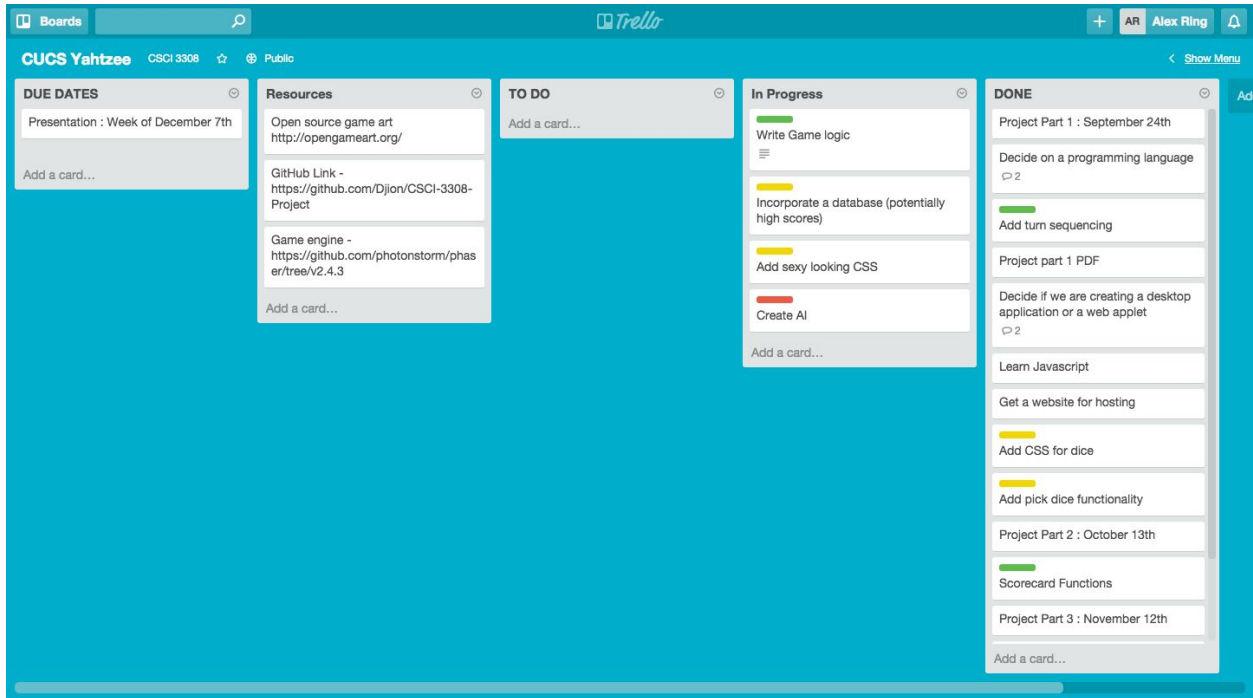 Boards
Trello
AR Alex Ring
CUCS Yahtzee CSCI 3308 Public
Show Menu
DUE DATES
Presentation : Week of December 7th
Add a card...
Resources
Open source game art
http://opengameart.org/
GitHub Link -
https://github.com/Djion/CSCI-3308-
Project
Game engine -
https://github.com/photonstorm/phas
er/tree/v2.4.3
Add a card...
TO DO
Add a card...
In Progress
Write Game logic
Incorporate a database (potentially
high scores)
Add sexy looking CSS
Create AI
Add a card...
DONE
Project Part 1 : September 24th
Decide on a programming language
2
Add turn sequencing
Project part 1 PDF
Decide if we are creating a desktop
application or a web applet
2
Learn Javascript
Get a website for hosting
Add CSS for dice
Add pick dice functionality
Project Part 2 : October 13th
Scorecard Functions
Project Part 3 : November 12th
Add a card...
Ad